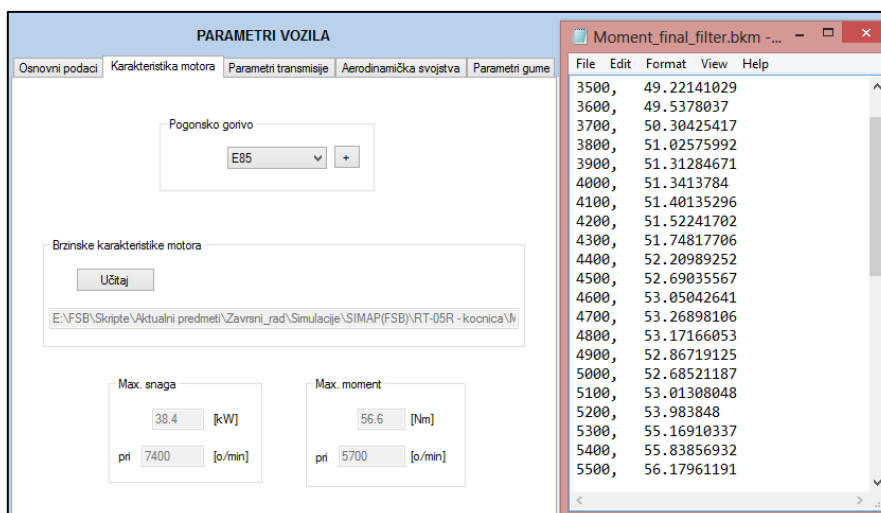 PARAMETRI VOZILA
Osnovni podaci Karakteristika motora Parametri transmisije Aerodinamička svojstva Parametri gume
Pogonsko gorivo
E85 +
Brzinske karakteristike motora
Učitaj
E:\FSB\Skripte\Aktualni predmeti\Zavrsni_rad\Simulacije\SIMAP(FSB)\RT-05R - kocnica\M
Max. snaga
38.4 [kW]
pri 7400 [o/min]
Max. moment
56.6 [Nm]
pri 5700 [o/min]
Moment_final_filter.bkm -...
File Edit Format View Help
3500, 49.22141029
3600, 49.5378037
3700, 50.30425417
3800, 51.02575992
3900, 51.31284671
4000, 51.3413784
4100, 51.40135296
4200, 51.52241702
4300, 51.74817706
4400, 52.20989252
4500, 52.69035567
4600, 53.05042641
4700, 53.26898106
4800, 53.17166053
4900, 52.86719125
5000, 52.68521187
5100, 53.01308048
5200, 53.983848
5300, 55.16910337
5400, 55.83856932
5500, 56.17961191